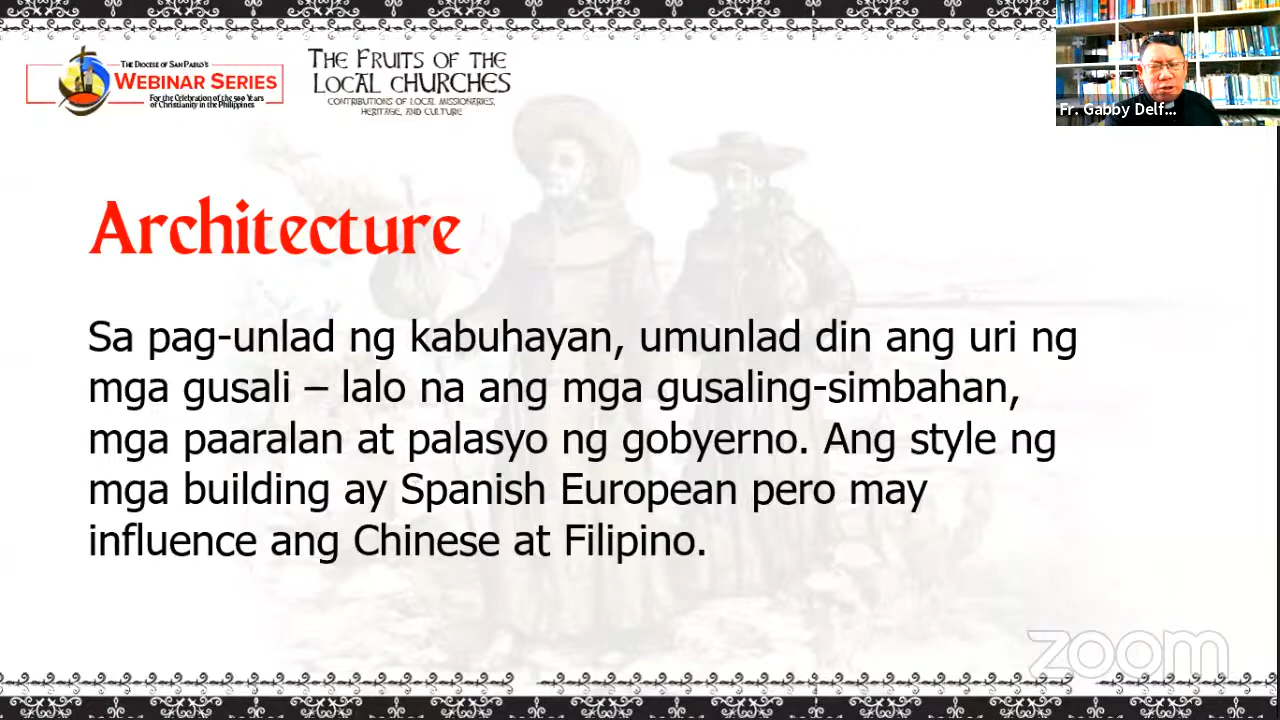 THE DIOCESE OF SAN PABLO'S
WEBINAR SERIES
For the Celebration of the 500 Years
of Christianity in the Philippines
THE FRUITS OF THE
LOCAL CHURCHES
CONTRIBUTIONS OF LOCAL MISSIONARIES,
HERITAGE, AND CULTURE
Fr. Gabby Delf...
Architecture
Sa pag-unlad ng kabuhayan, umunlad din ang uri ng
mga gusali – lalo na ang mga gusaling-simbahan,
mga paaralan at palasyo ng gobyerno. Ang style ng
mga building ay Spanish European pero may
influence ang Chinese at Filipino.
zoom